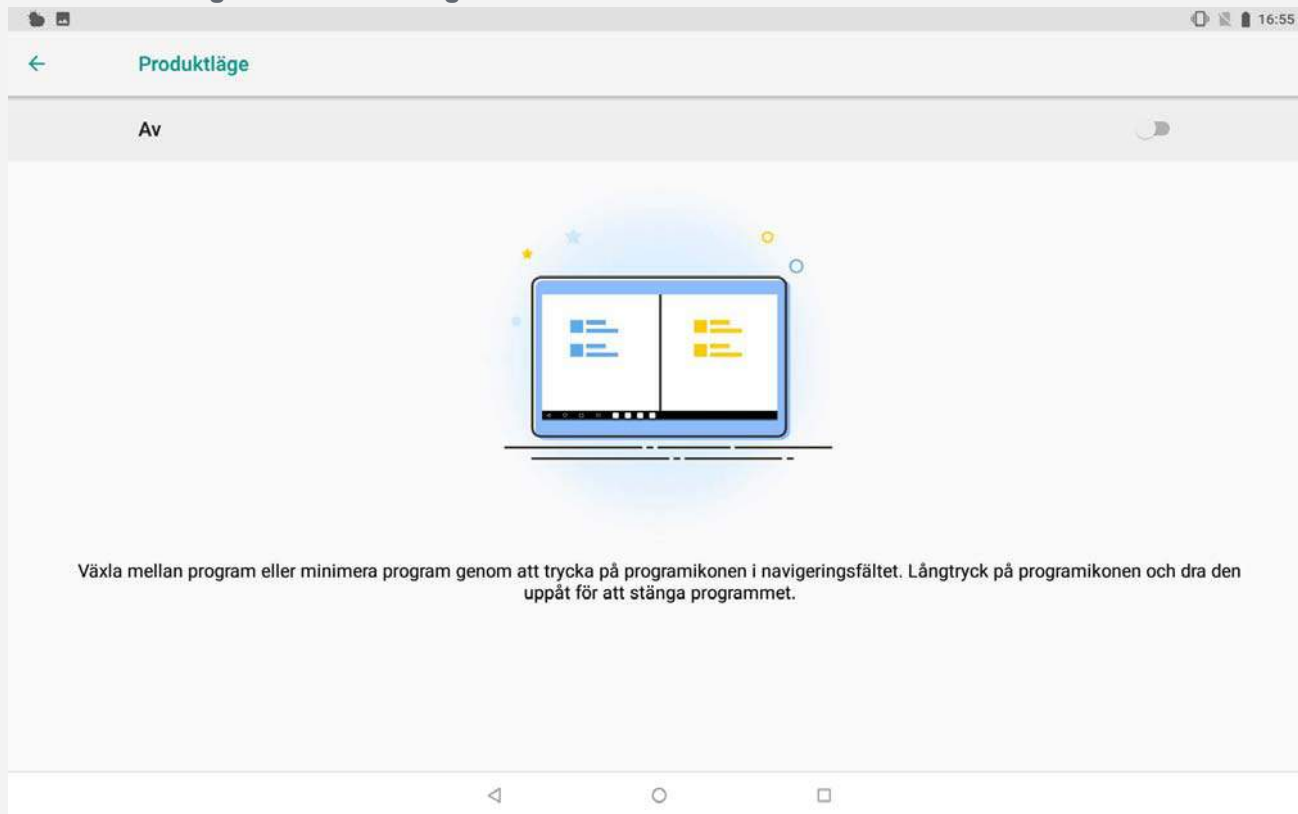 16:55
Produktläge
Av
Växla mellan program eller minimera program genom att trycka på programikonen i navigeringsfältet. Långtryck på programikonen och dra den
uppåt för att stänga programmet.